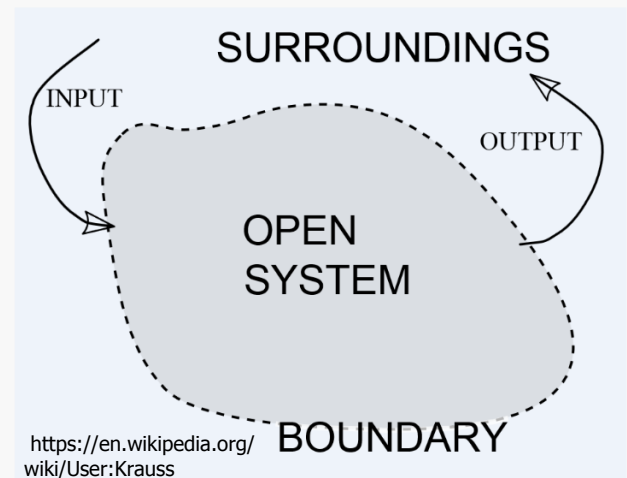 SURROUNDINGS
INPUT
OUTPUT
OPEN
SYSTEM
BOUNDARY
https://en.wikipedia.org/
wiki/User:Krauss